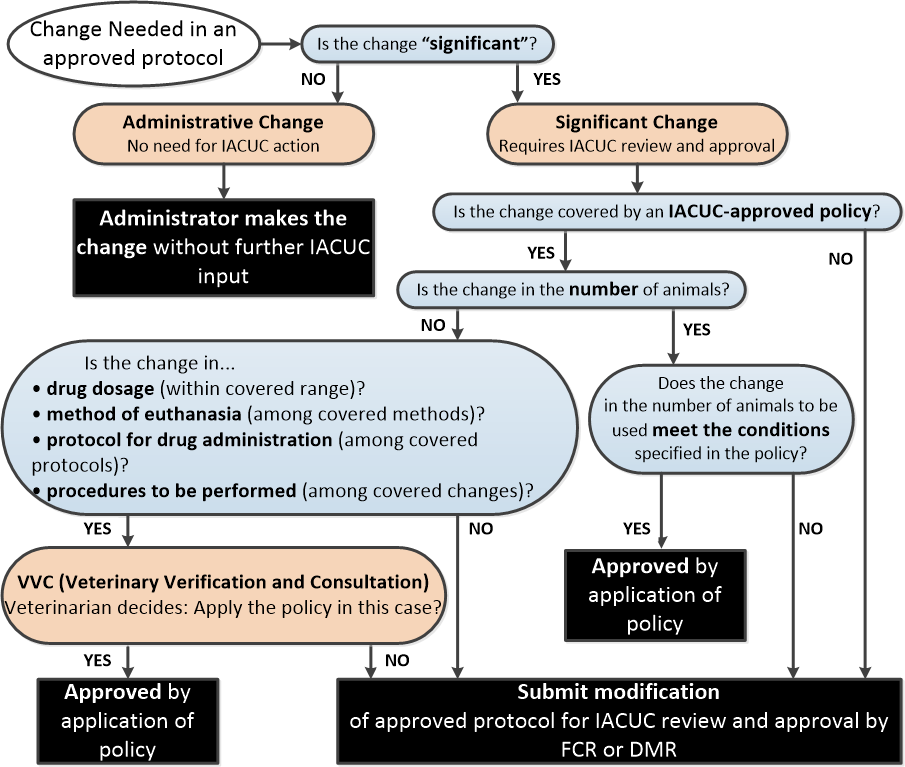 Change Needed in an
approved protocol
Is the change “significant”?
NO
YES
Administrative Change
No need for IACUC action
Significant Change
Requires IACUC review and approval
Administrator makes the
change without further IACUC
input
Is the change covered by an IACUC-approved policy?
YES
NO
Is the change in the number of animals?
NO
YES
Is the change in...
• drug dosage (within covered range)?
• method of euthanasia (among covered methods)?
• protocol for drug administration (among covered
protocols)?
• procedures to be performed (among covered changes)?
Does the change
in the number of animals to be
used meet the conditions
specified in the policy?
YES
NO
YES
NO
VVC (Veterinary Verification and Consultation)
Veterinarian decides: Apply the policy in this case?
Approved by
application of
policy
YES
NO
Approved by
application of
policy
Submit modification
of approved protocol for IACUC review and approval by
FCR or DMR